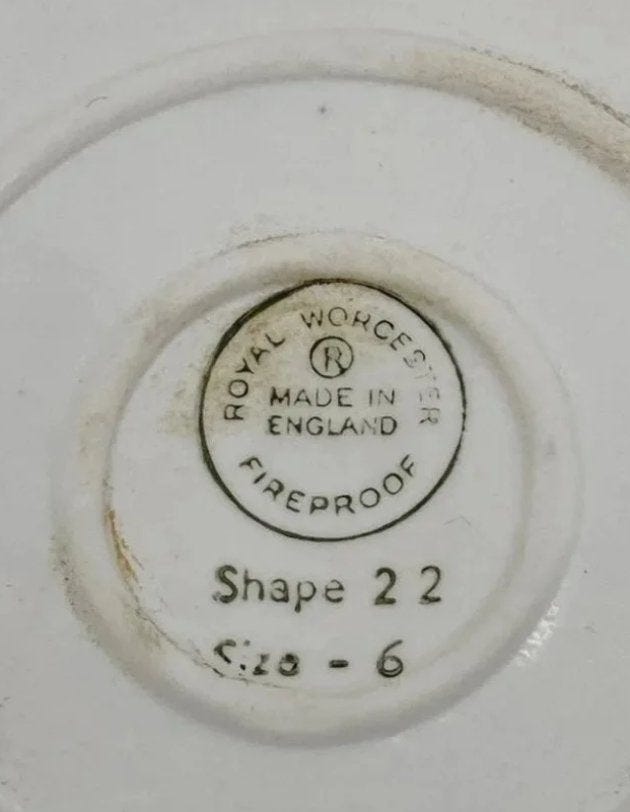 ROYAL WORCESTER
®
MADE IN
ENGLAND
FIREPROOF
Shape 22
Size - 6